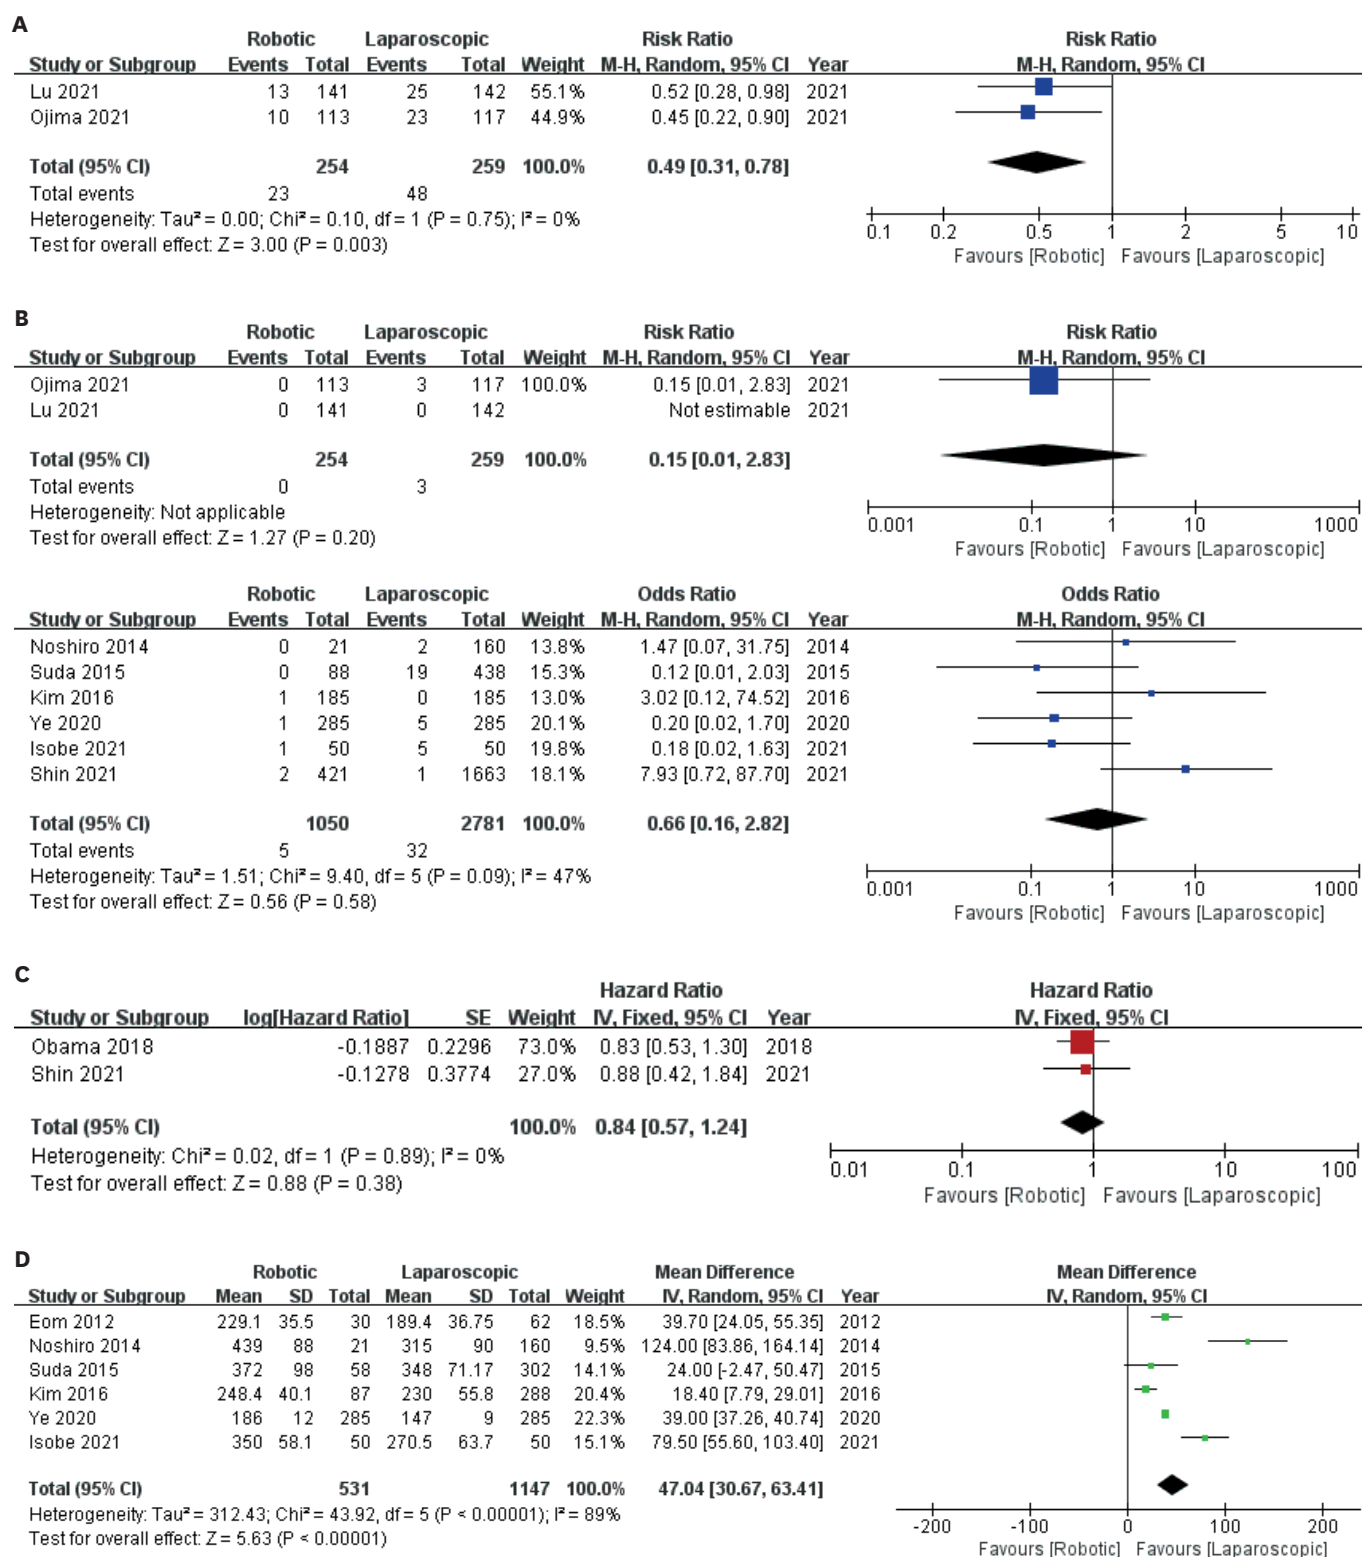 A
Robotic Laparoscopic Risk Ratio Risk Ratio
Study or Subgroup Events Total Events Total Weight M-H, Random, 95% CI Year M-H, Random, 95% CI
Lu 2021 13 141 25 142 55.1% 0.52 [0.28, 0.98] 2021
Ojima 2021 10 113 23 117 44.9% 0.45 [0.22, 0.90] 2021
Total (95% CI) 254 259 100.0% 0.49 [0.31, 0.78]
Total events 23 48
Heterogeneity: Tau² = 0.00; Chi² = 0.10, df = 1 (P = 0.75); I² = 0%
Test for overall effect: Z = 3.00 (P = 0.003)
0.1 0.2 0.5 1 2 5 10
Favours [Robotic] Favours [Laparoscopic]
B
Robotic Laparoscopic Risk Ratio Risk Ratio
Study or Subgroup Events Total Events Total Weight M-H, Random, 95% CI Year M-H, Random, 95% CI
Ojima 2021 0 113 3 117 100.0% 0.15 [0.01, 2.83] 2021
Lu 2021 0 141 0 142 Not estimable 2021
Total (95% CI) 254 259 100.0% 0.15 [0.01, 2.83]
Total events 0 3
Heterogeneity: Not applicable
Test for overall effect: Z = 1.27 (P = 0.20)
0.001 0.1 1 10 1000
Favours [Robotic] Favours [Laparoscopic]
Robotic Laparoscopic Odds Ratio Odds Ratio
Study or Subgroup Events Total Events Total Weight M-H, Random, 95% CI Year M-H, Random, 95% CI
Noshiro 2014 0 21 2 160 13.8% 1.47 [0.07, 31.75] 2014
Suda 2015 0 88 19 438 15.3% 0.12 [0.01, 2.03] 2015
Kim 2016 1 185 0 185 13.0% 3.02 [0.12, 74.52] 2016
Ye 2020 1 285 5 285 20.1% 0.20 [0.02, 1.70] 2020
Isobe 2021 1 50 5 50 19.8% 0.18 [0.02, 1.63] 2021
Shin 2021 2 421 1 1663 18.1% 7.93 [0.72, 87.70] 2021
Total (95% CI) 1050 2781 100.0% 0.66 [0.16, 2.82]
Total events 5 32
Heterogeneity: Tau² = 1.51; Chi² = 9.40, df = 5 (P = 0.09); I² = 47%
Test for overall effect: Z = 0.56 (P = 0.58)
0.001 0.1 1 10 1000
Favours [Robotic] Favours [Laparoscopic]
C
Hazard Ratio Hazard Ratio
Study or Subgroup log[Hazard Ratio] SE Weight IV, Fixed, 95% CI Year IV, Fixed, 95% CI
Obama 2018 -0.1887 0.2296 73.0% 0.83 [0.53, 1.30] 2018
Shin 2021 -0.1278 0.3774 27.0% 0.88 [0.42, 1.84] 2021
Total (95% CI) 100.0% 0.84 [0.57, 1.24]
Heterogeneity: Chi² = 0.02, df = 1 (P = 0.89); I² = 0%
Test for overall effect: Z = 0.88 (P = 0.38)
0.01 0.1 1 10 100
Favours [Robotic] Favours [Laparoscopic]
D
Robotic Laparoscopic Mean Difference Mean Difference
Study or Subgroup Mean SD Total Mean SD Total Weight IV, Random, 95% CI Year IV, Random, 95% CI
Eom 2012 229.1 35.5 30 189.4 36.75 62 18.5% 39.70 [24.05, 55.35] 2012
Noshiro 2014 439 88 21 315 90 160 9.5% 124.00 [83.86, 164.14] 2014
Suda 2015 372 98 58 348 71.17 302 14.1% 24.00 [-2.47, 50.47] 2015
Kim 2016 248.4 40.1 87 230 55.8 288 20.4% 18.40 [7.79, 29.01] 2016
Ye 2020 186 12 285 147 9 285 22.3% 39.00 [37.26, 40.74] 2020
Isobe 2021 350 58.1 50 270.5 63.7 50 15.1% 79.50 [55.60, 103.40] 2021
Total (95% CI) 531 1147 100.0% 47.04 [30.67, 63.41]
Heterogeneity: Tau² = 312.43; Chi² = 43.92, df = 5 (P < 0.00001); I² = 89%
Test for overall effect: Z = 5.63 (P < 0.00001)
-200 -100 0 100 200
Favours [Robotic] Favours [Laparoscopic]